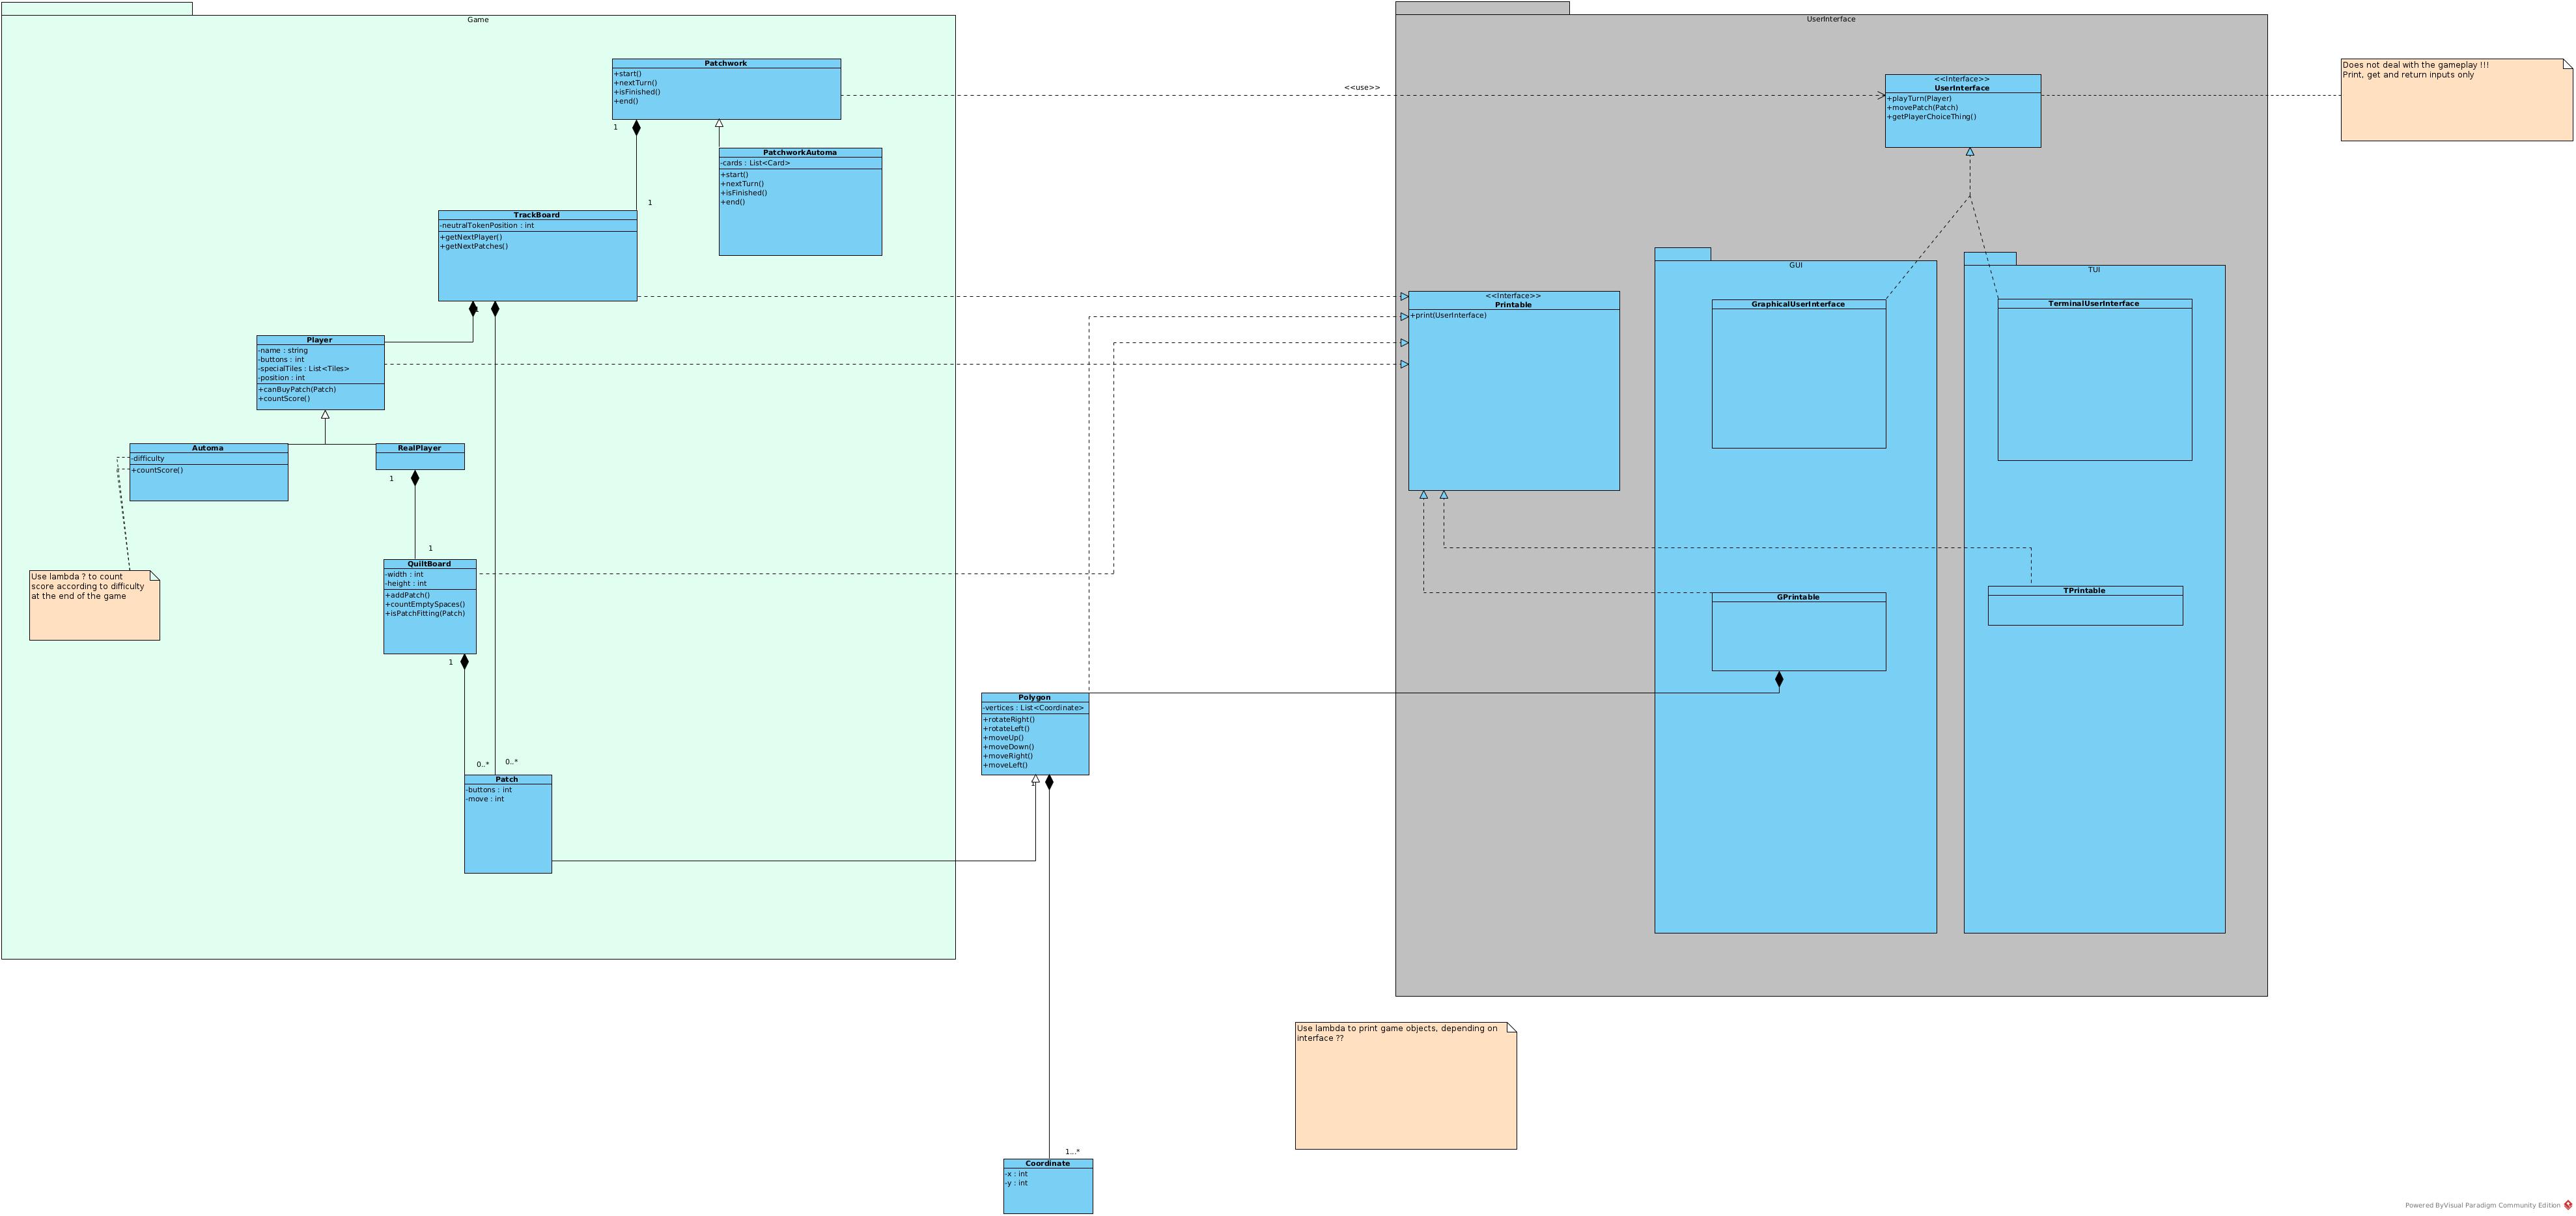 Game
Patchwork
+start()
+nextTurn()
+isFinished()
+end()
1
PatchworkAutoma
-cards : List<Card>
+start()
+nextTurn()
+isFinished()
+end()
1
TrackBoard
-neutralTokenPosition : int
+getNextPlayer()
+getNextPatches()
1
Player
-name : string
-buttons : int
-specialTiles : List<Tiles>
-position : int
+canBuyPatch(Patch)
+countScore()
Automa
-difficulty
+countScore()
RealPlayer
1
1
Use lambda ? to count
score according to difficulty
at the end of the game
QuiltBoard
-width : int
-height : int
+addPatch()
+countEmptySpaces()
+isPatchFitting(Patch)
1
0..*
0..*
Patch
-buttons : int
-move : int
Polygon
-vertices : List<Coordinate>
+rotateRight()
+rotateLeft()
+moveUp()
+moveDown()
+moveRight()
+moveLeft()
1
1...*
Coordinate
-x : int
-y : int
<<use>>
UserInterface
<<Interface>>
UserInterface
+playTurn(Player)
+movePatch(Patch)
+getPlayerChoiceThing()
Does not deal with the gameplay !!!
Print, get and return inputs only
<<Interface>>
Printable
+print(UserInterface)
GUI
GraphicalUserInterface
GPrintable
TUI
TerminalUserInterface
TPrintable
Use lambda to print game objects, depending on
interface ??
Powered ByVisual Paradigm Community Edition